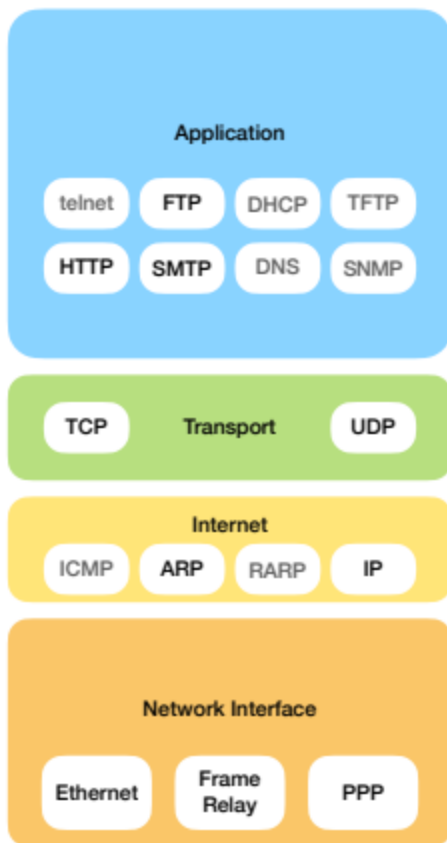 Application
telnet FTP DHCP TFTP
HTTP SMTP DNS SNMP
TCP Transport UDP
Internet
ICMP ARP RARP IP
Network Interface
Ethernet Frame Relay PPP